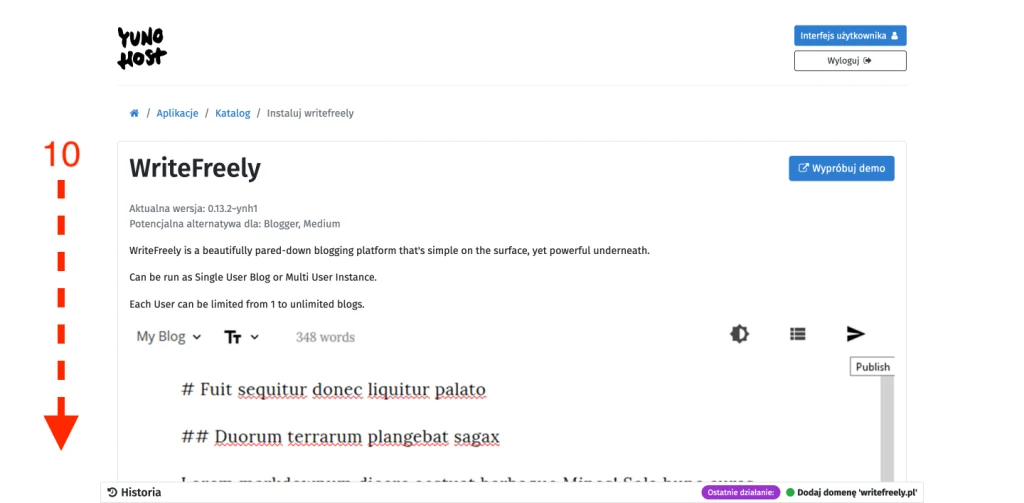 YUNO
HOST
Interfejs użytkownika
Wyloguj
/ Aplikacje / Katalog / Instaluj writefreely
10
WriteFreely
Wypróbuj demo
Aktualna wersja: 0.13.2~ynh1
Potencjalna alternatywa dla: Blogger, Medium
WriteFreely is a beautifully pared-down blogging platform that's simple on the surface, yet powerful underneath.
Can be run as Single User Blog or Multi User Instance.
Each User can be limited from 1 to unlimited blogs.
My Blog TT 348 words
Publish
# Fuit sequitur donec liquitur palato
## Duorum terrarum plangebat sagax
Historia
Ostatnie działanie: Dodaj domenę 'writefreely.pl'